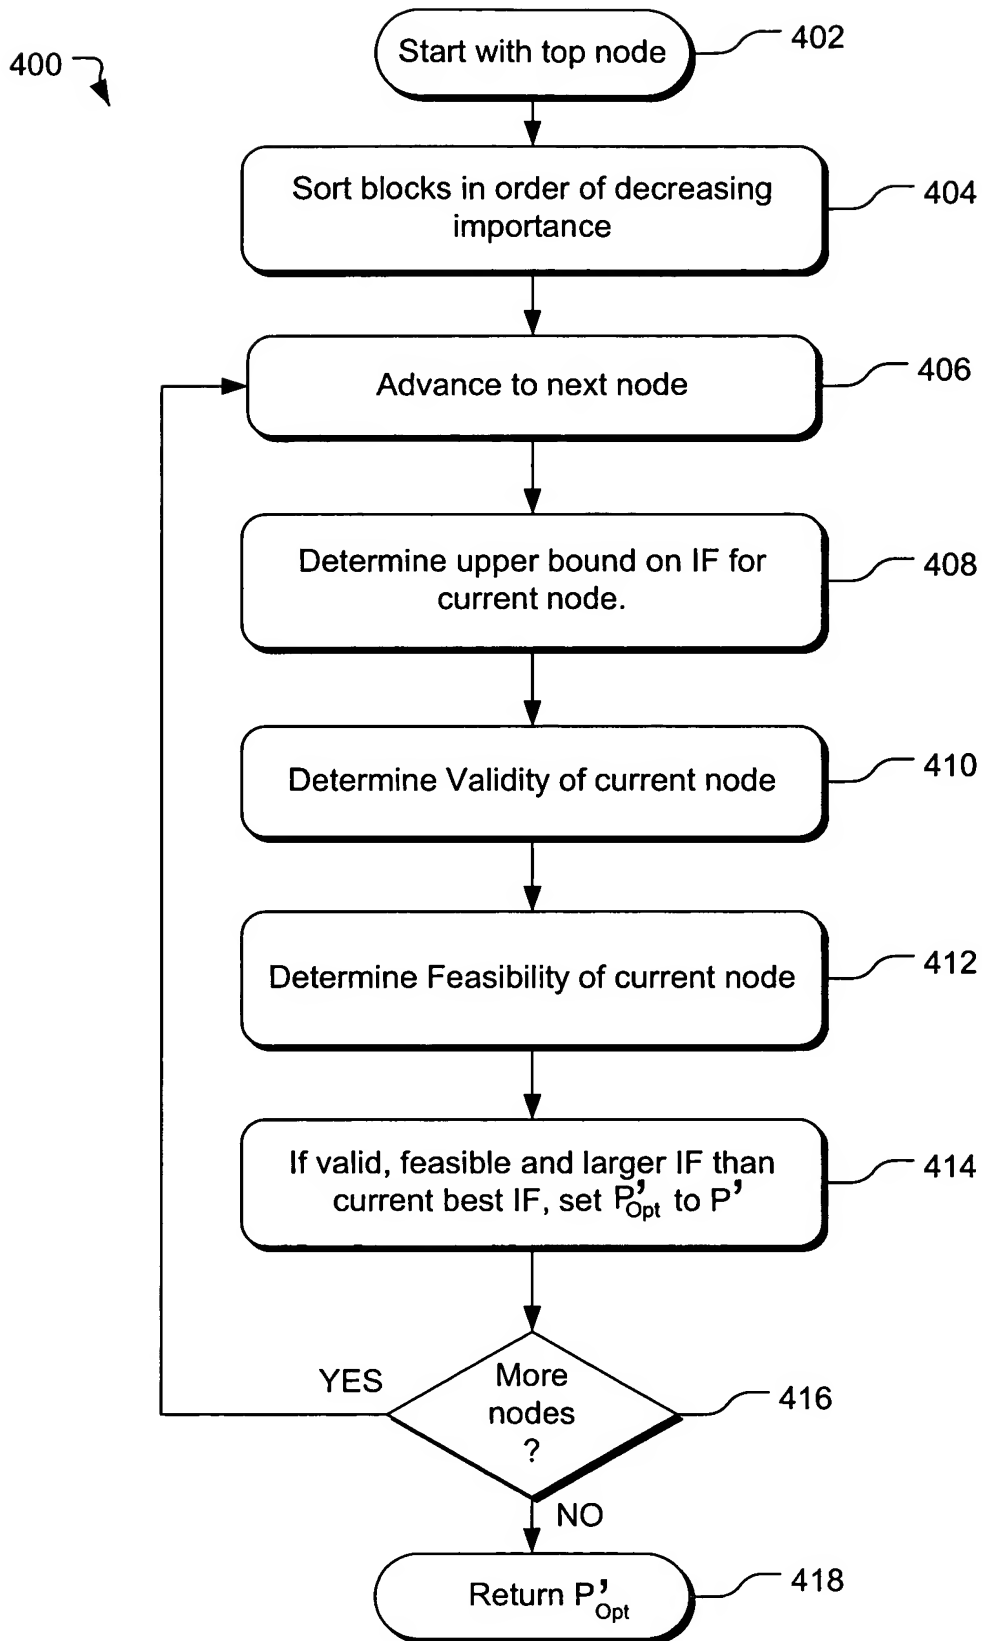 400
Start with top node
402
Sort blocks in order of decreasing
importance
404
Advance to next node
406
Determine upper bound on IF for
current node.
408
Determine Validity of current node
410
Determine Feasibility of current node
412
If valid, feasible and larger IF than
current best IF, set P'Opt to P'
414
More
nodes
?
416
YES
NO
Return P'Opt
418